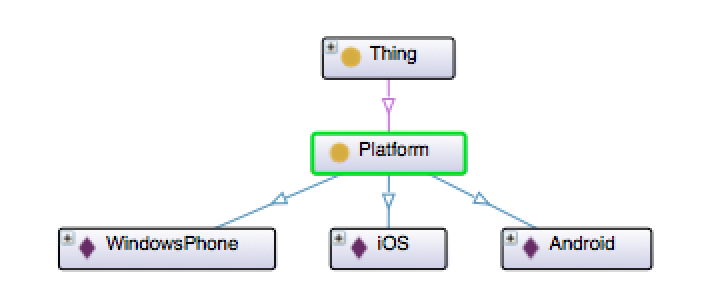 Thing
Platform
WindowsPhone
iOS
Android